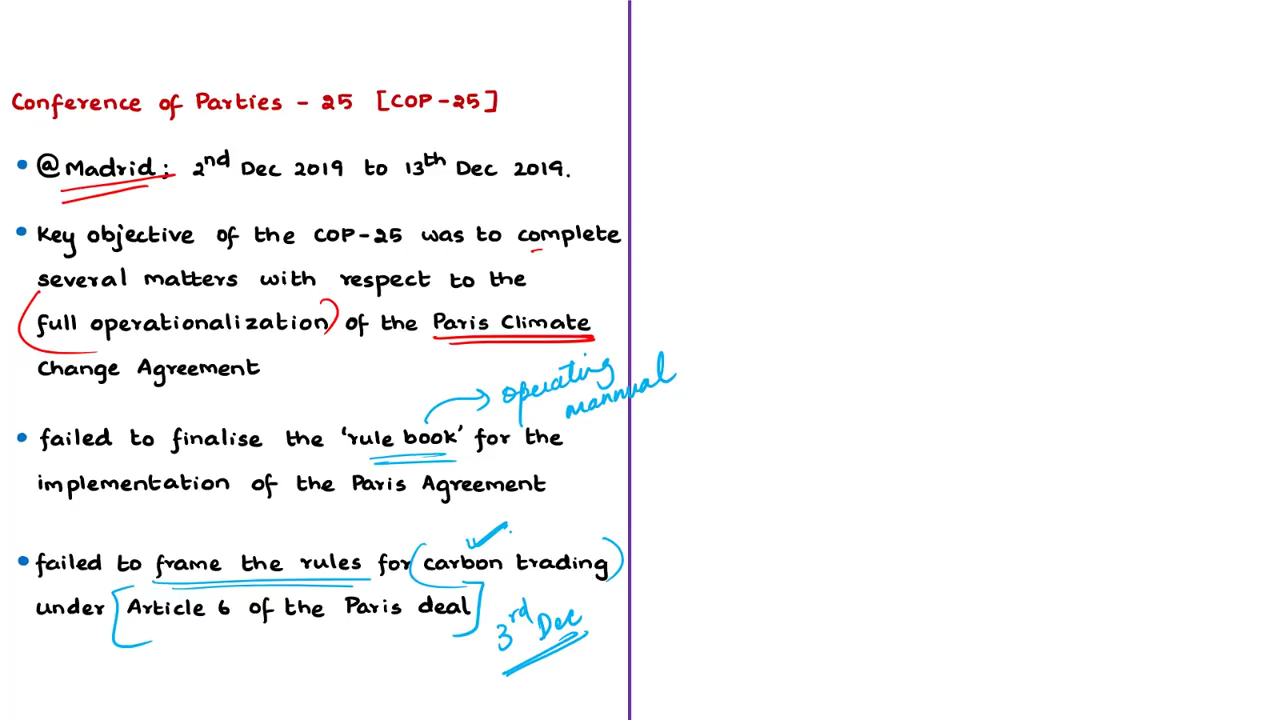 Conference of Parties - 25 [COP-25]
• @Madrid: 2nd Dec 2019 to 13th Dec 2019.
• Key objective of the COP-25 was to complete
several matters with respect to the
full operationalization of the Paris Climate
Change Agreement
operating
mannual
• failed to finalise the 'rule book' for the
implementation of the Paris Agreement
• failed to frame the rules for (carbon trading)
under [Article 6 of the Paris deal]
3rd Dec